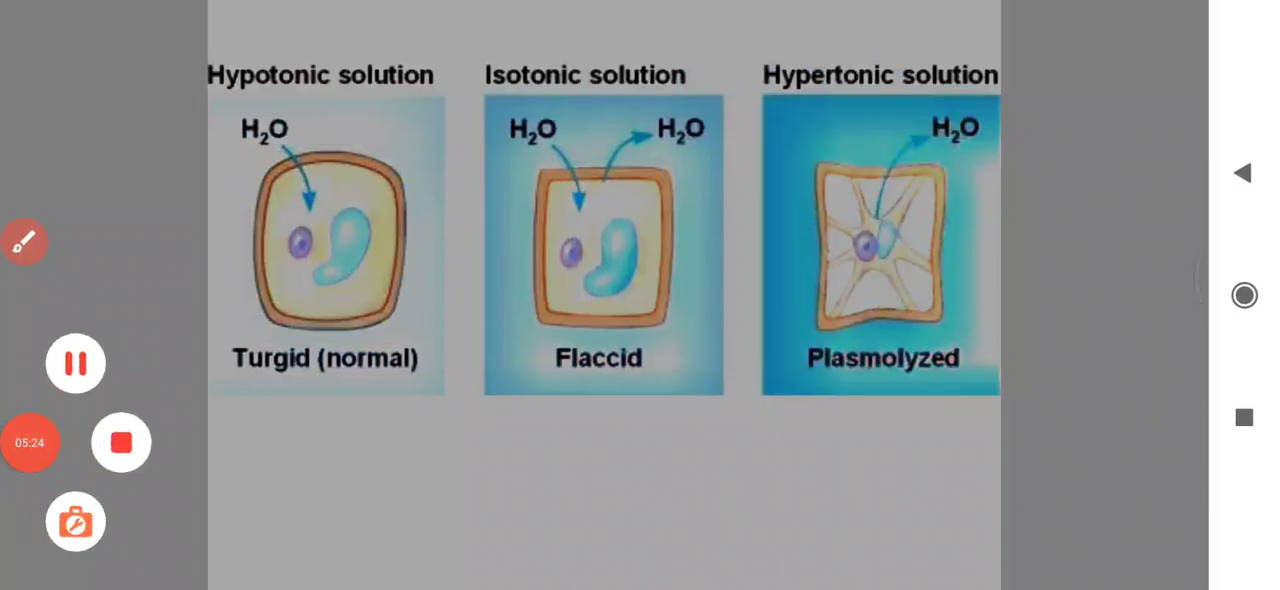 Hypotonic solution
Isotonic solution
Hypertonic solution
H₂O
H₂O
H₂O
H₂O
Turgid (normal)
Flaccid
Plasmolyzed
05:24